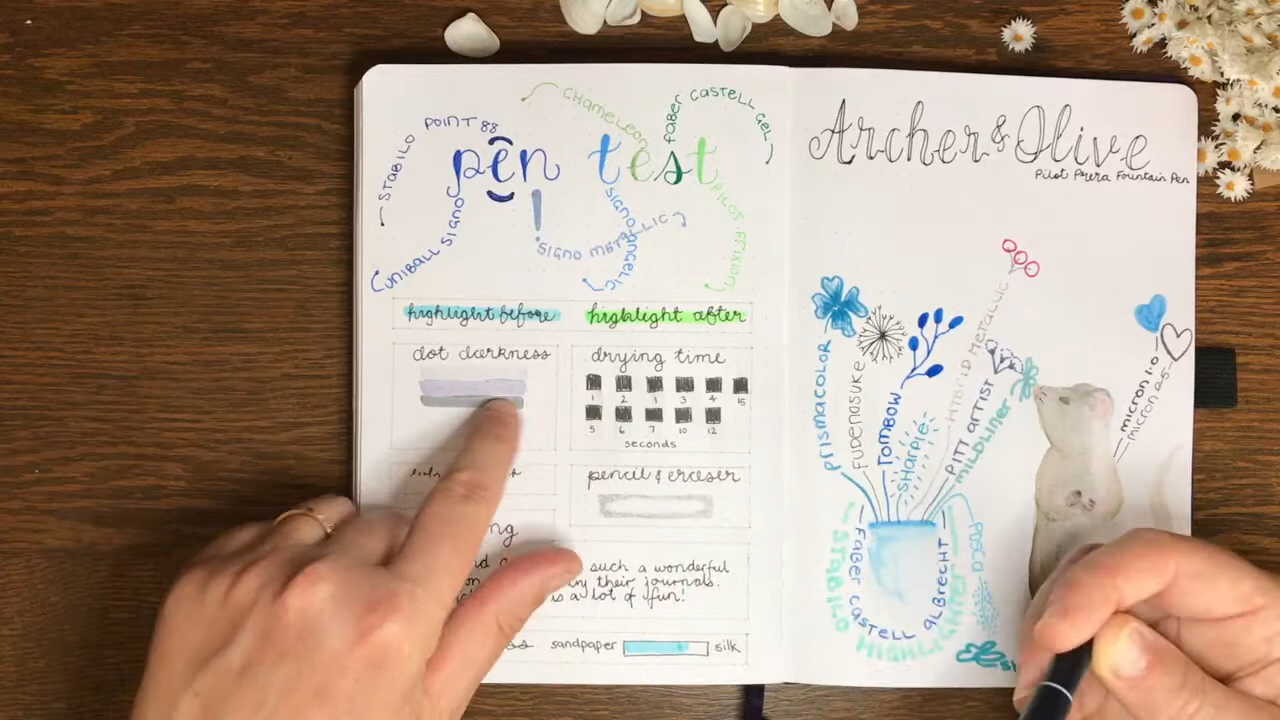 STABILO POINT 88
CHAMELEON
FABER CASTELL GEL
pen test
UNIBALL SIGNO
SIGNO METALLIC
SIGNO ANGELIC
PILOT FRIXION
highlight before
highlight after
dot darkness
drying time
1 2 1 3 4 15
5 6 7 10 12
seconds
pencil & eraser
such a wonderful
their journals.
is a lot of fun!
sandpaper
silk
Archer & Olive
Pilot Prera Fountain Pen
PRISMACOLOR
FUDENOSUKE
TOMBOW
SHARPIE
HYBRID METALLIC
PITT ARTIST
MILDLINER
micron 1.0
micron 25
STABILO HIGHLIGHTER
FABER CASTELL ALBRECHT
POSCA